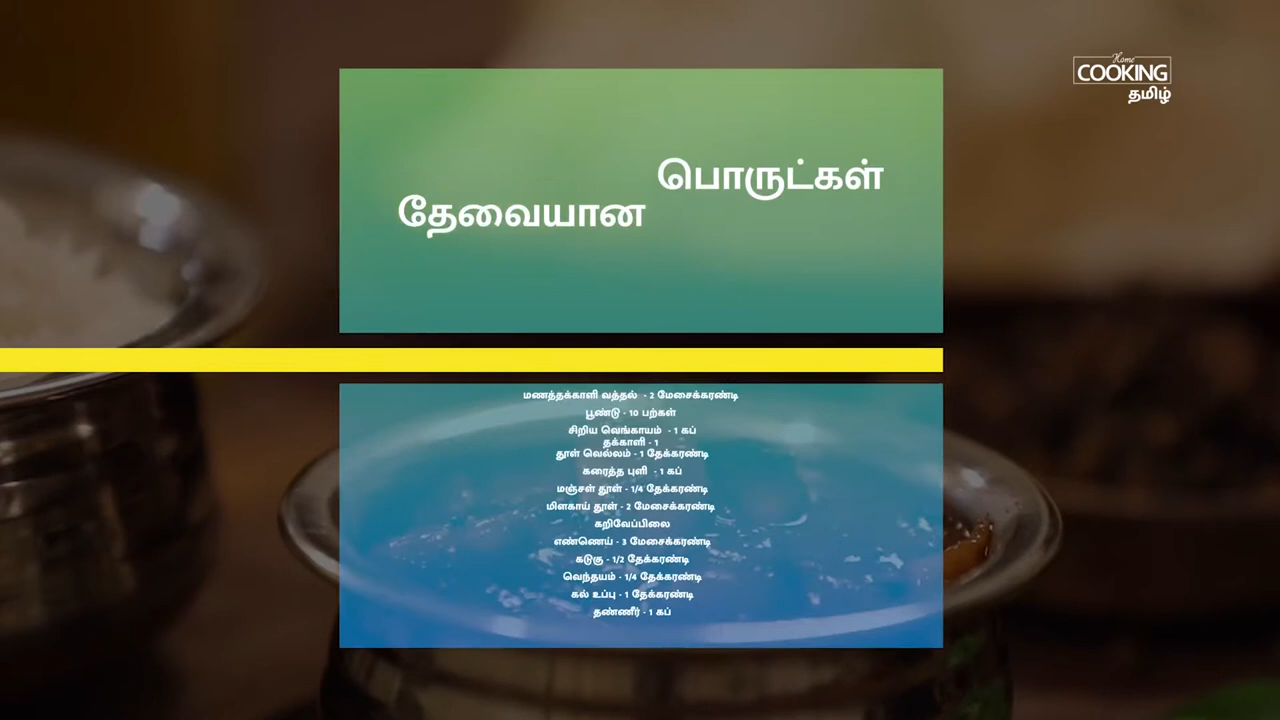 Home
COOKING
தமிழ்
தேவையான பொருட்கள்
மணத்தக்காளி வத்தல் - 2 மேசைக்கரண்டி
பூண்டு - 10 பற்கள்
சிறிய வெங்காயம் - 1 கப்
தக்காளி - 1
தூள் வெல்லம் - 1 தேக்கரண்டி
கரைத்த புளி - 1 கப்
மஞ்சள் தூள் - 1/4 தேக்கரண்டி
மிளகாய் தூள் - 2 மேசைக்கரண்டி
கறிவேப்பிலை
எண்ணெய் - 3 மேசைக்கரண்டி
கடுகு - 1/2 தேக்கரண்டி
வெந்தயம் - 1/4 தேக்கரண்டி
கல் உப்பு - 1 தேக்கரண்டி
தண்ணீர் - 1 கப்